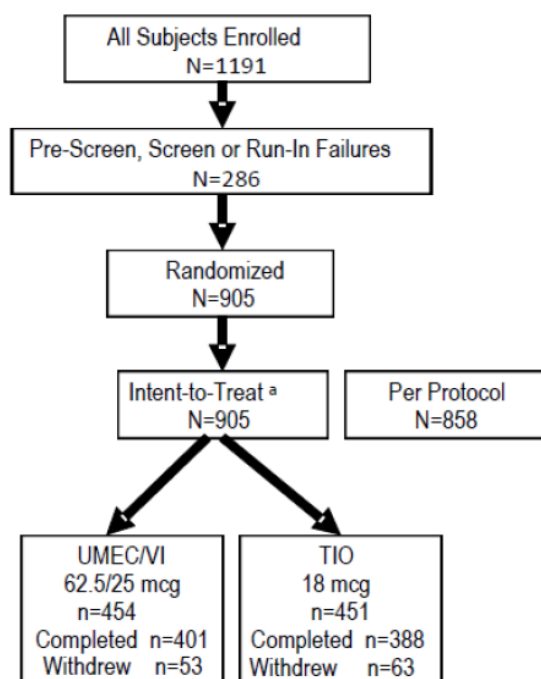 All Subjects Enrolled
N=1191
Pre-Screen, Screen or Run-In Failures
N=286
Randomized
N=905
Intent-to-Treat ᵃ
N=905
Per Protocol
N=858
UMEC/VI
62.5/25 mcg
n=454
Completed n=401
Withdrew n=53
TIO
18 mcg
n=451
Completed n=388
Withdrew n=63